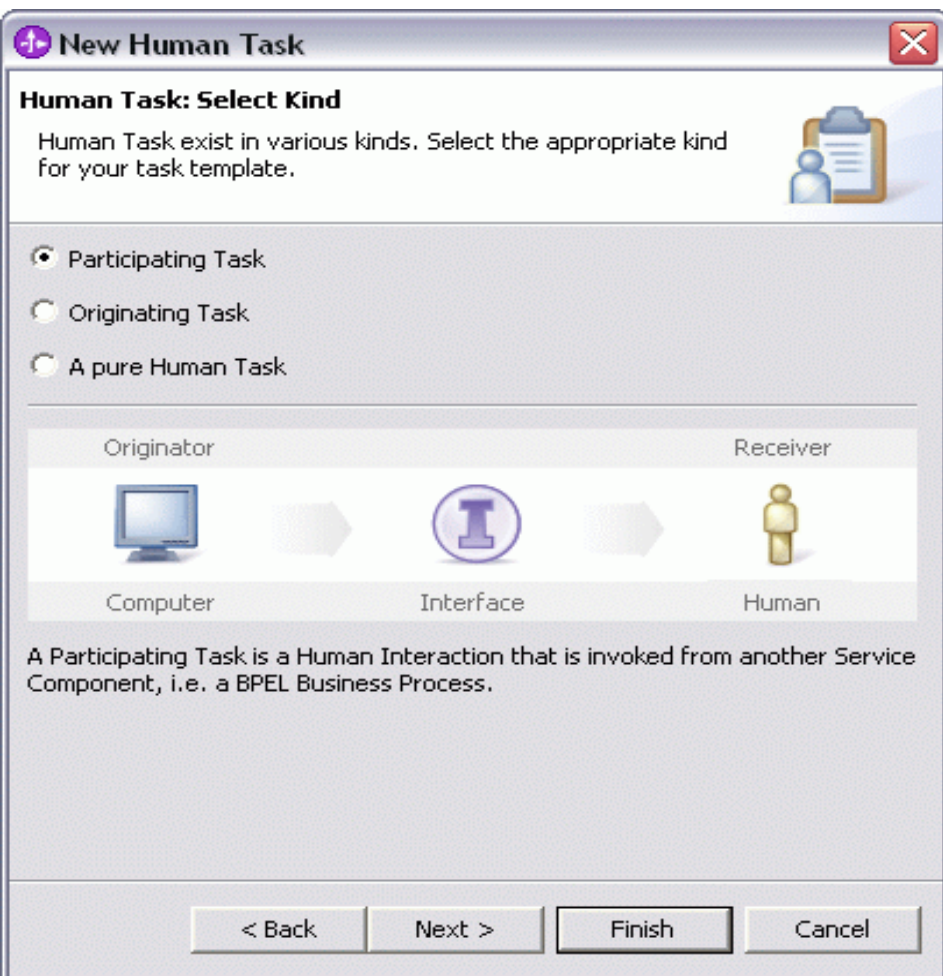 New Human Task
Human Task: Select Kind
Human Task exist in various kinds. Select the appropriate kind
for your task template.
Participating Task
Originating Task
A pure Human Task
Originator Receiver
Computer Interface Human
A Participating Task is a Human Interaction that is invoked from another Service
Component, i.e. a BPEL Business Process.
< Back Next > Finish Cancel